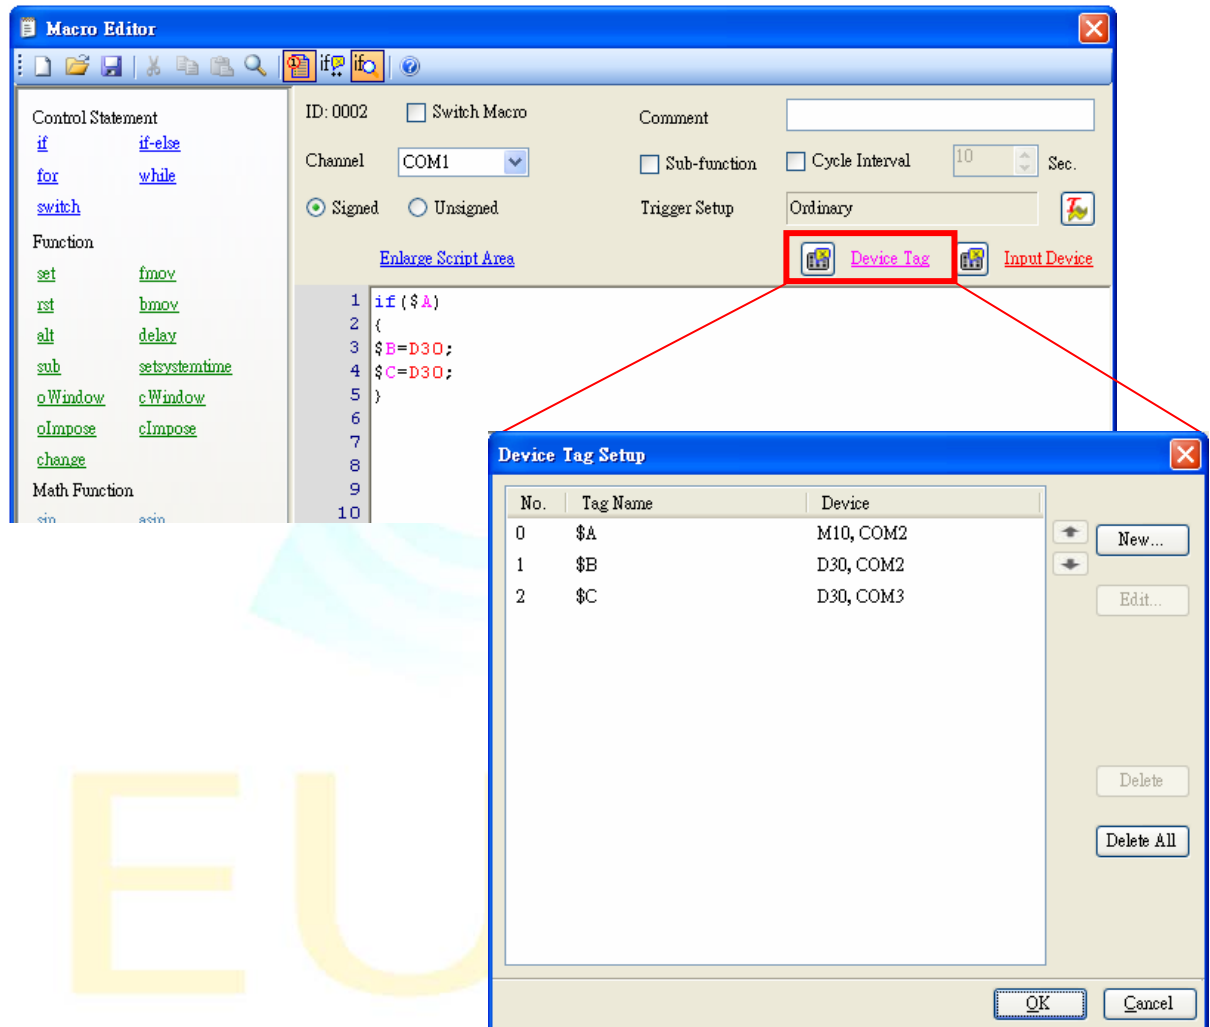 Macro Editor
Control Statement
if if-else
for while
switch
Function
set fmov
rst bmov
alt delay
sub setsystemtime
oWindow cWindow
oImpose cImpose
change
Math Function
sin asin
ID: 0002 Switch Macro Comment
Channel COM1 Sub-function Cycle Interval 10 Sec.
Signed Unsigned Trigger Setup Ordinary
Enlarge Script Area Device Tag Input Device
1 if($A)
2 {
3 $B=D30;
4 $C=D30;
5 }
6
7
8
9
10
Device Tag Setup
No. Tag Name Device
0 $A M10, COM2
1 $B D30, COM2
2 $C D30, COM3
New...
Edit...
Delete
Delete All
OK Cancel
EU